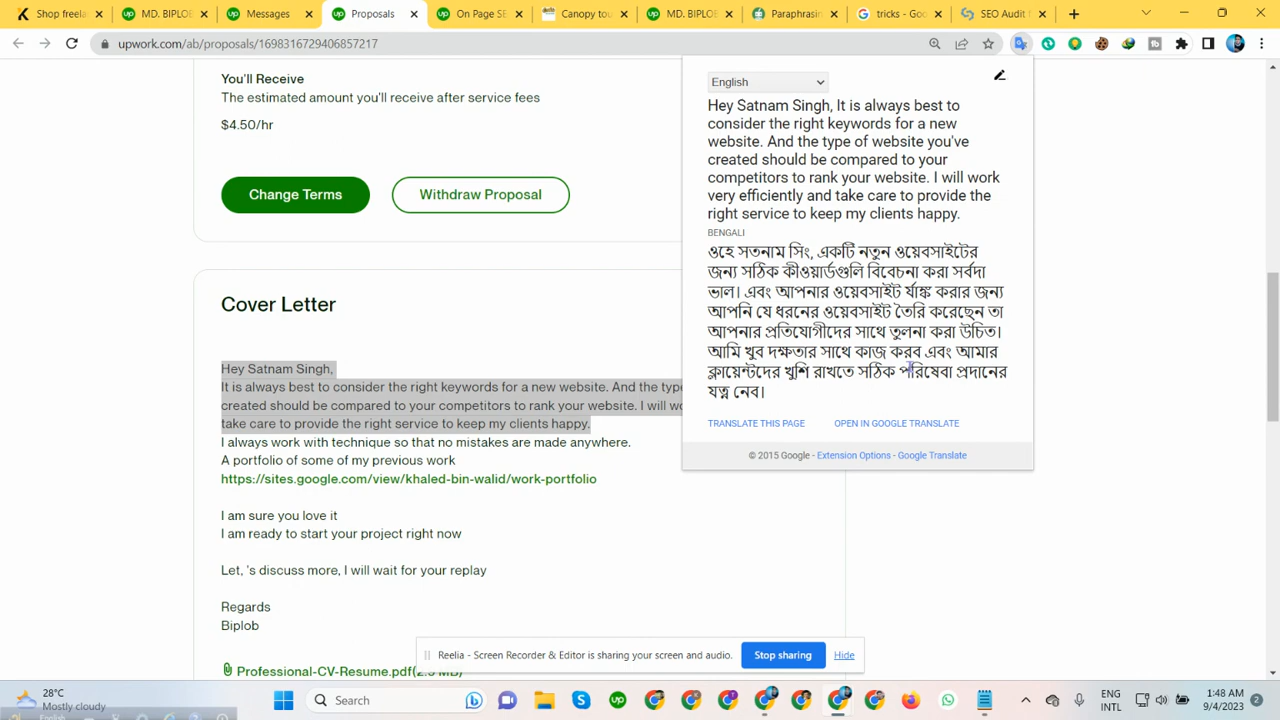 Shop freela
MD. BIPLOB
Messages
Proposals
On Page SE
Canopy tou
MD. BIPLOB
Paraphrasin
tricks - Goo
SEO Audit
upwork.com/ab/proposals/1698316729406857217
You'll Receive
The estimated amount you'll receive after service fees
$4.50/hr
Change Terms
Withdraw Proposal
Cover Letter
Hey Satnam Singh,
It is always best to consider the right keywords for a new website. And the type
created should be compared to your competitors to rank your website. I will wo
take care to provide the right service to keep my clients happy.
I always work with technique so that no mistakes are made anywhere.
A portfolio of some of my previous work
https://sites.google.com/view/khaled-bin-walid/work-portfolio
I am sure you love it
I am ready to start your project right now
Let, 's discuss more, I will wait for your replay
Regards
Biplob
Professional-CV-Resume.pdf(2.5 MB)
English
Hey Satnam Singh, It is always best to
consider the right keywords for a new
website. And the type of website you've
created should be compared to your
competitors to rank your website. I will work
very efficiently and take care to provide the
right service to keep my clients happy.
BENGALI
ওহে সতনাম সিং, একটি নতুন ওয়েবসাইটের
জন্য সঠিক কীওয়ার্ডগুলি বিবেচনা করা সর্বদা
ভাল। এবং আপনার ওয়েবসাইট র্যাঙ্ক করার জন্য
আপনি যে ধরনের ওয়েবসাইট তৈরি করেছেন তা
আপনার প্রতিযোগীদের সাথে তুলনা করা উচিত।
আমি খুব দক্ষতার সাথে কাজ করব এবং আমার
ক্লায়েন্টদের খুশি রাখতে সঠিক পরিষেবা প্রদানের
যত্ন নেব।
TRANSLATE THIS PAGE
OPEN IN GOOGLE TRANSLATE
© 2015 Google - Extension Options - Google Translate
Reelia - Screen Recorder & Editor is sharing your screen and audio.
Stop sharing
Hide
28°C
Mostly cloudy
English
Search
ENG
INTL
1:48 AM
9/4/2023
2